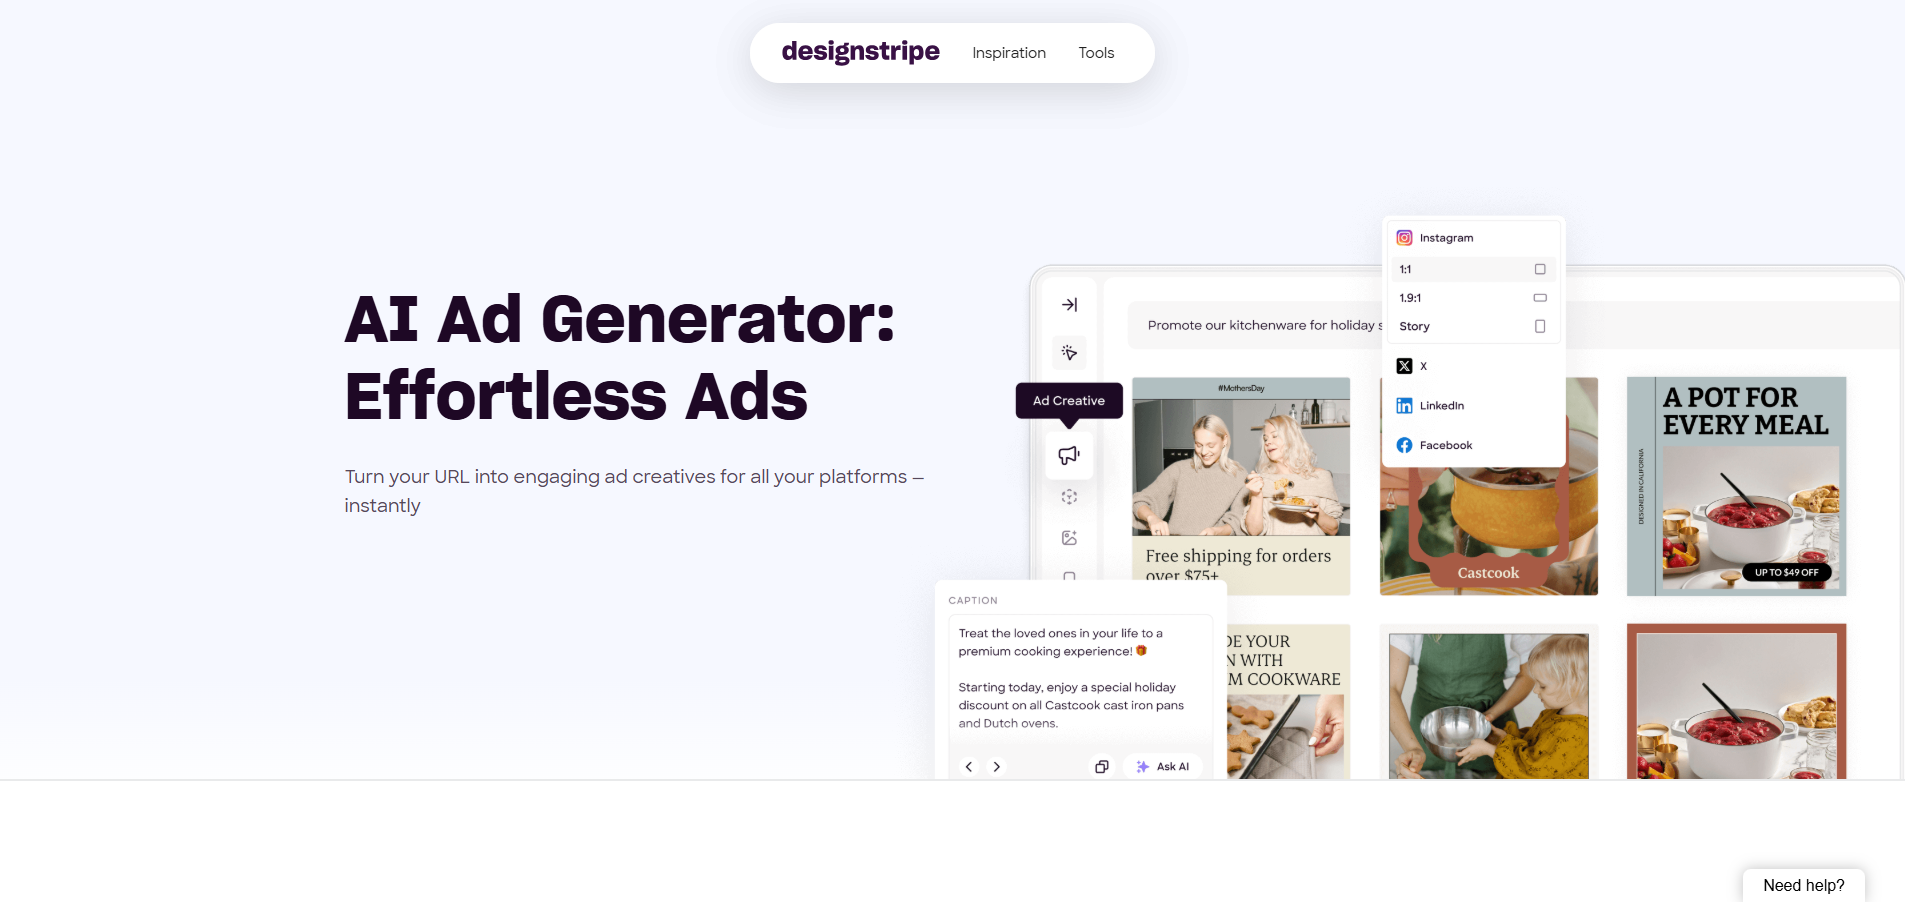 designstripe
Inspiration
Tools
AI Ad Generator:
Effortless Ads
Turn your URL into engaging ad creatives for all your platforms –
instantly
Instagram
1:1
1.9:1
Story
X
LinkedIn
Facebook
Promote our kitchenware for holiday s
Ad Creative
#MothersDay
Free shipping for orders
over $75+
Castcook
A POT FOR
EVERY MEAL
DESIGNED IN CALIFORNIA
UP TO $49 OFF
CAPTION
Treat the loved ones in your life to a
premium cooking experience!
Starting today, enjoy a special holiday
discount on all Castcook cast iron pans
and Dutch ovens.
Ask AI
DE YOUR
N WITH
M COOKWARE
Need help?